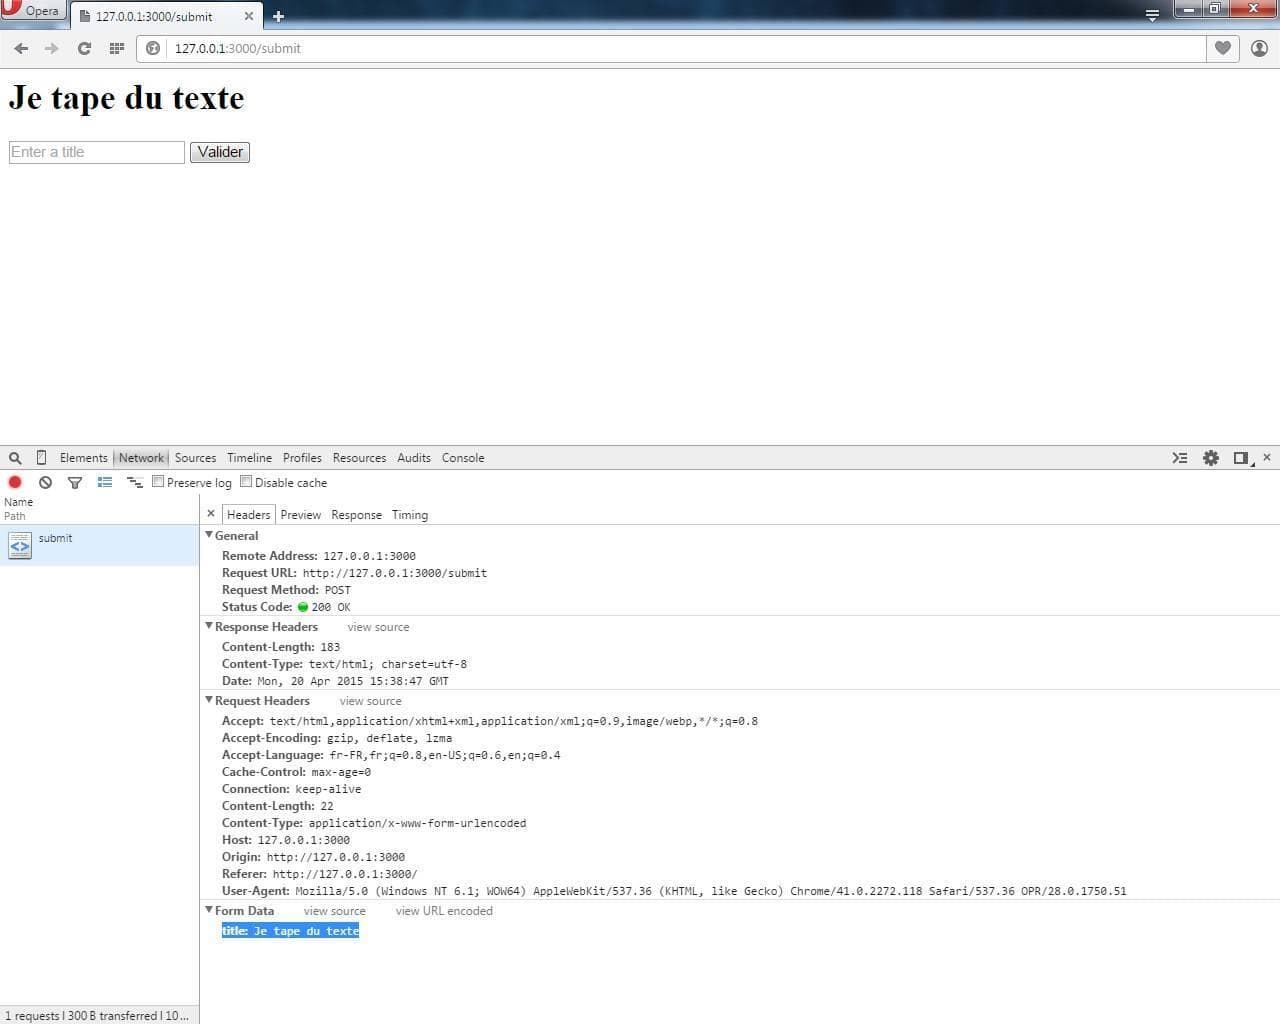 Opera
127.0.0.1:3000/submit
127.0.0.1:3000/submit
Je tape du texte
Enter a title Valider
Elements Network Sources Timeline Profiles Resources Audits Console
Preserve log Disable cache
Name
Path
Headers Preview Response Timing
submit
General
Remote Address: 127.0.0.1:3000
Request URL: http://127.0.0.1:3000/submit
Request Method: POST
Status Code: 200 OK
Response Headers view source
Content-Length: 183
Content-Type: text/html; charset=utf-8
Date: Mon, 20 Apr 2015 15:38:47 GMT
Request Headers view source
Accept: text/html,application/xhtml+xml,application/xml;q=0.9,image/webp,*/*;q=0.8
Accept-Encoding: gzip, deflate, lzma
Accept-Language: fr-FR,fr;q=0.8,en-US;q=0.6,en;q=0.4
Cache-Control: max-age=0
Connection: keep-alive
Content-Length: 22
Content-Type: application/x-www-form-urlencoded
Host: 127.0.0.1:3000
Origin: http://127.0.0.1:3000
Referer: http://127.0.0.1:3000/
User-Agent: Mozilla/5.0 (Windows NT 6.1; WOW64) AppleWebKit/537.36 (KHTML, like Gecko) Chrome/41.0.2272.118 Safari/537.36 OPR/28.0.1750.51
Form Data view source view URL encoded
title: Je tape du texte
1 requests | 300 B transferred | 10...